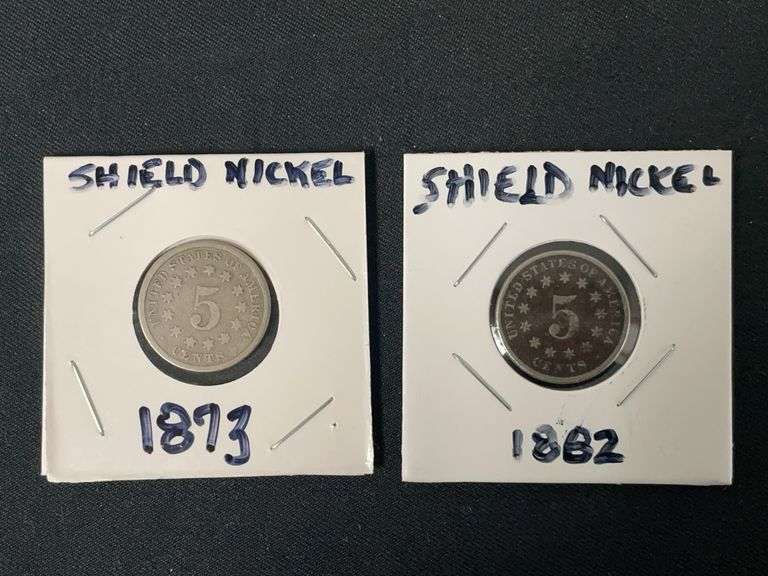 SHIELD NICKEL
UNITED STATES OF AMERICA
5
CENTS
1873
SHIELD NICKEL
UNITED STATES OF AMERICA
5
CENTS
1882